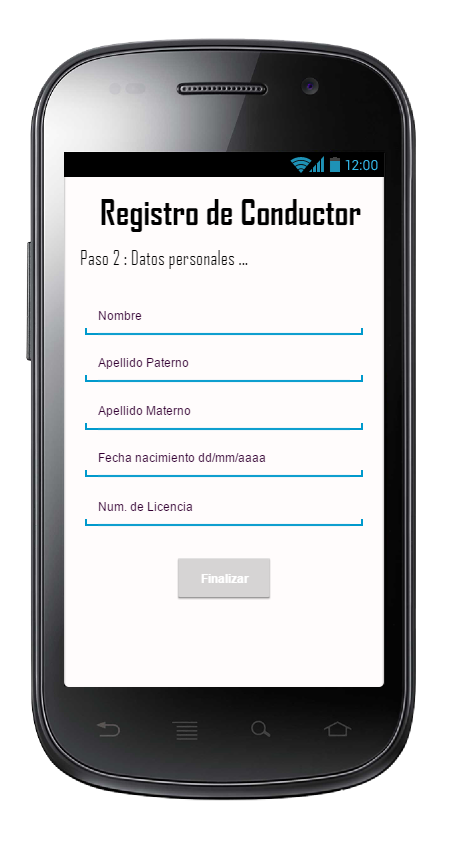 12:00
Registro de Conductor
Paso 2 : Datos personales ...
Nombre
Apellido Paterno
Apellido Materno
Fecha nacimiento dd/mm/aaaa
Num. de Licencia
Finalizar